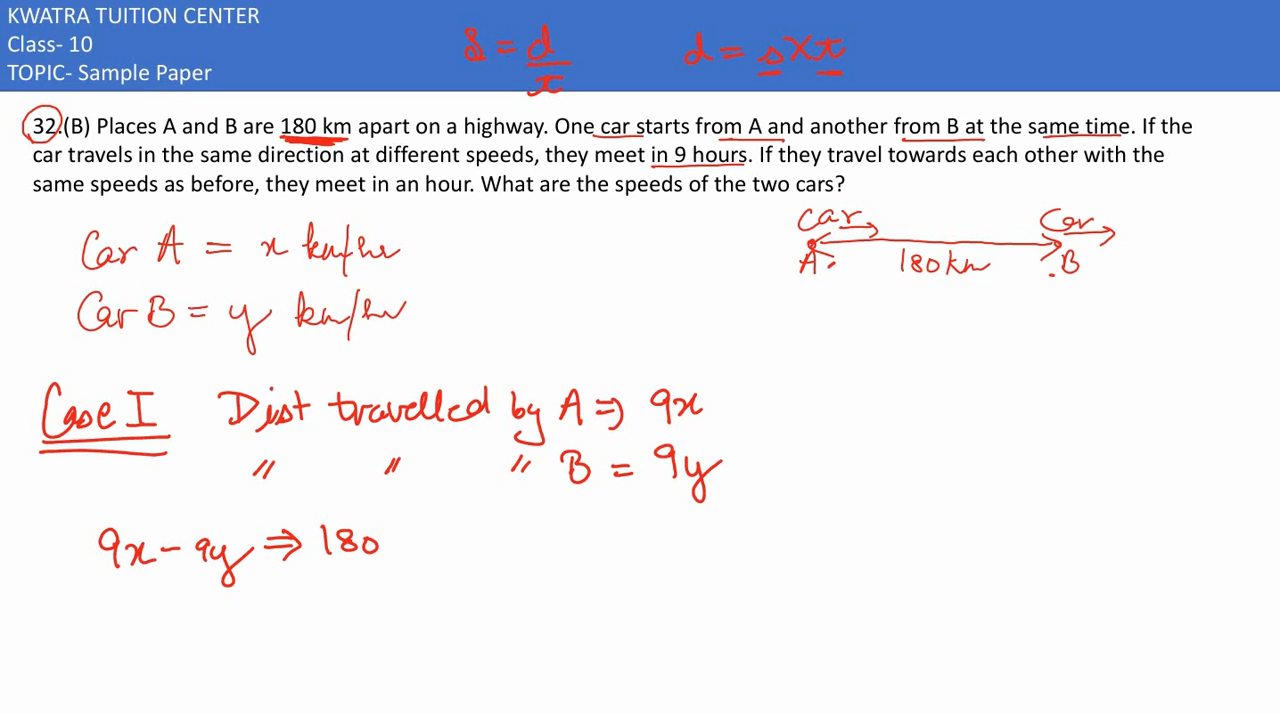 KWATRA TUITION CENTER
Class- 10
TOPIC- Sample Paper
S = d/t d = s × t
32.(B) Places A and B are 180 km apart on a highway. One car starts from A and another from B at the same time. If the
car travels in the same direction at different speeds, they meet in 9 hours. If they travel towards each other with the
same speeds as before, they meet in an hour. What are the speeds of the two cars?
Car Car
A 180 km B
Car A = x km/hr
Car B = y km/hr
Case I Dist travelled by A ⇒ 9x
" " " B = 9y
9x - 9y ⇒ 180